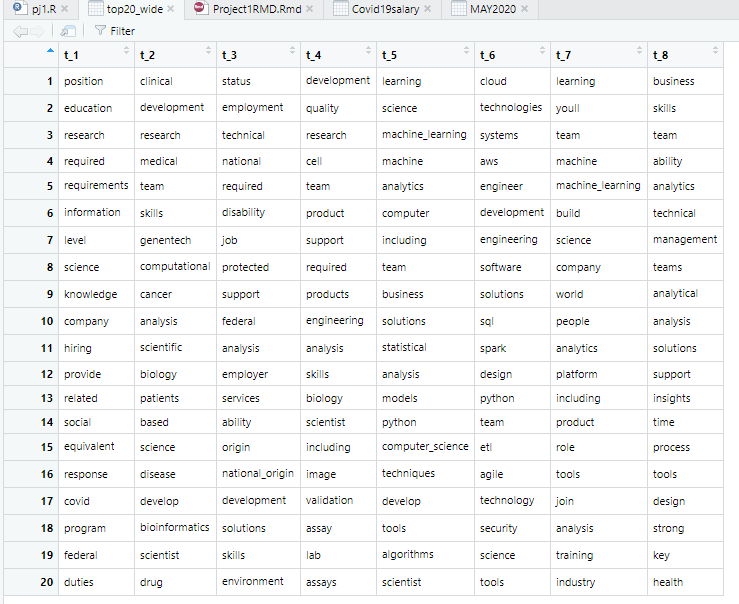 pj1.R × top20_wide × Project1RMD.Rmd × Covid19salary × MAY2020 ×
Filter
t_1 t_2 t_3 t_4 t_5 t_6 t_7 t_8
1 position clinical status development learning cloud learning business
2 education development employment quality science technologies youll skills
3 research research technical research machine_learning systems team team
4 required medical national cell machine aws machine ability
5 requirements team required team analytics engineer machine_learning analytics
6 information skills disability product computer development build technical
7 level genentech job support including engineering science management
8 science computational protected required team software company teams
9 knowledge cancer support products business solutions world analytical
10 company analysis federal engineering solutions sql people analysis
11 hiring scientific analysis analysis statistical spark analytics solutions
12 provide biology employer skills analysis design platform support
13 related patients services biology models python including insights
14 social based ability scientist python team product time
15 equivalent science origin including computer_science etl role process
16 response disease national_origin image techniques agile tools tools
17 covid develop development validation develop technology join design
18 program bioinformatics solutions assay tools security analysis strong
19 federal scientist skills lab algorithms science training key
20 duties drug environment assays scientist tools industry health